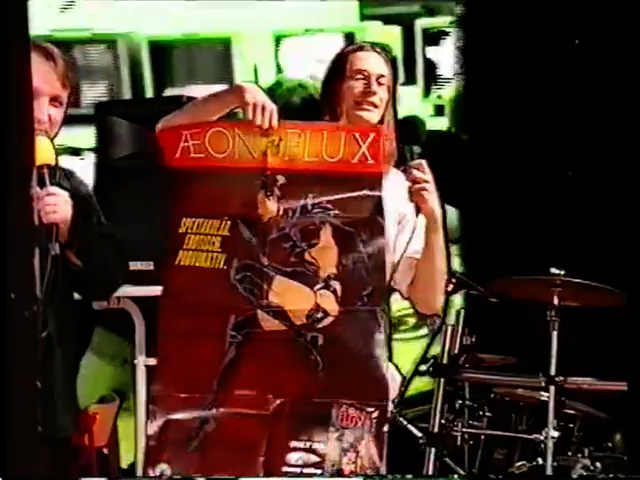 ÆON FLUX
SPEKTAKULÄR.
EROTISCH.
PROVOKATIV.